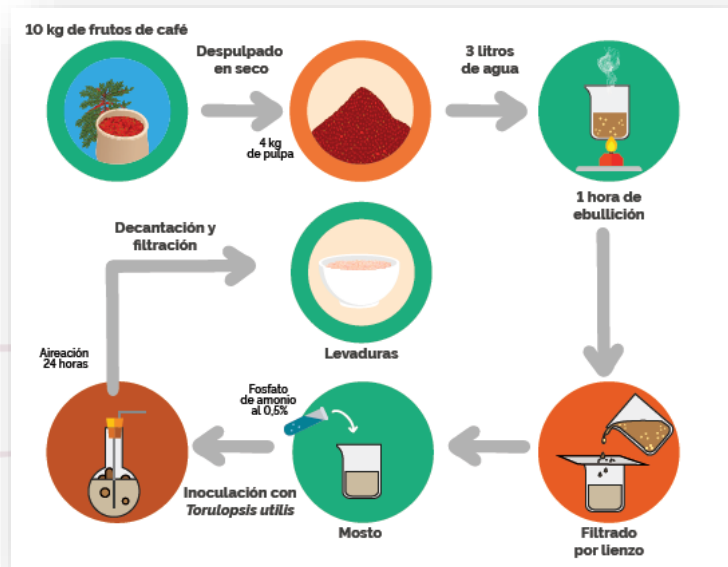 10 kg de frutos de café
Despulpado
en seco
4 kg
de pulpa
3 litros
de agua
1 hora de
ebullición
Filtrado
por lienzo
Fosfato
de amonio
al 0,5%
Mosto
Inoculación con
Torulopsis utilis
Aireación
24 horas
Decantación y
filtración
Levaduras